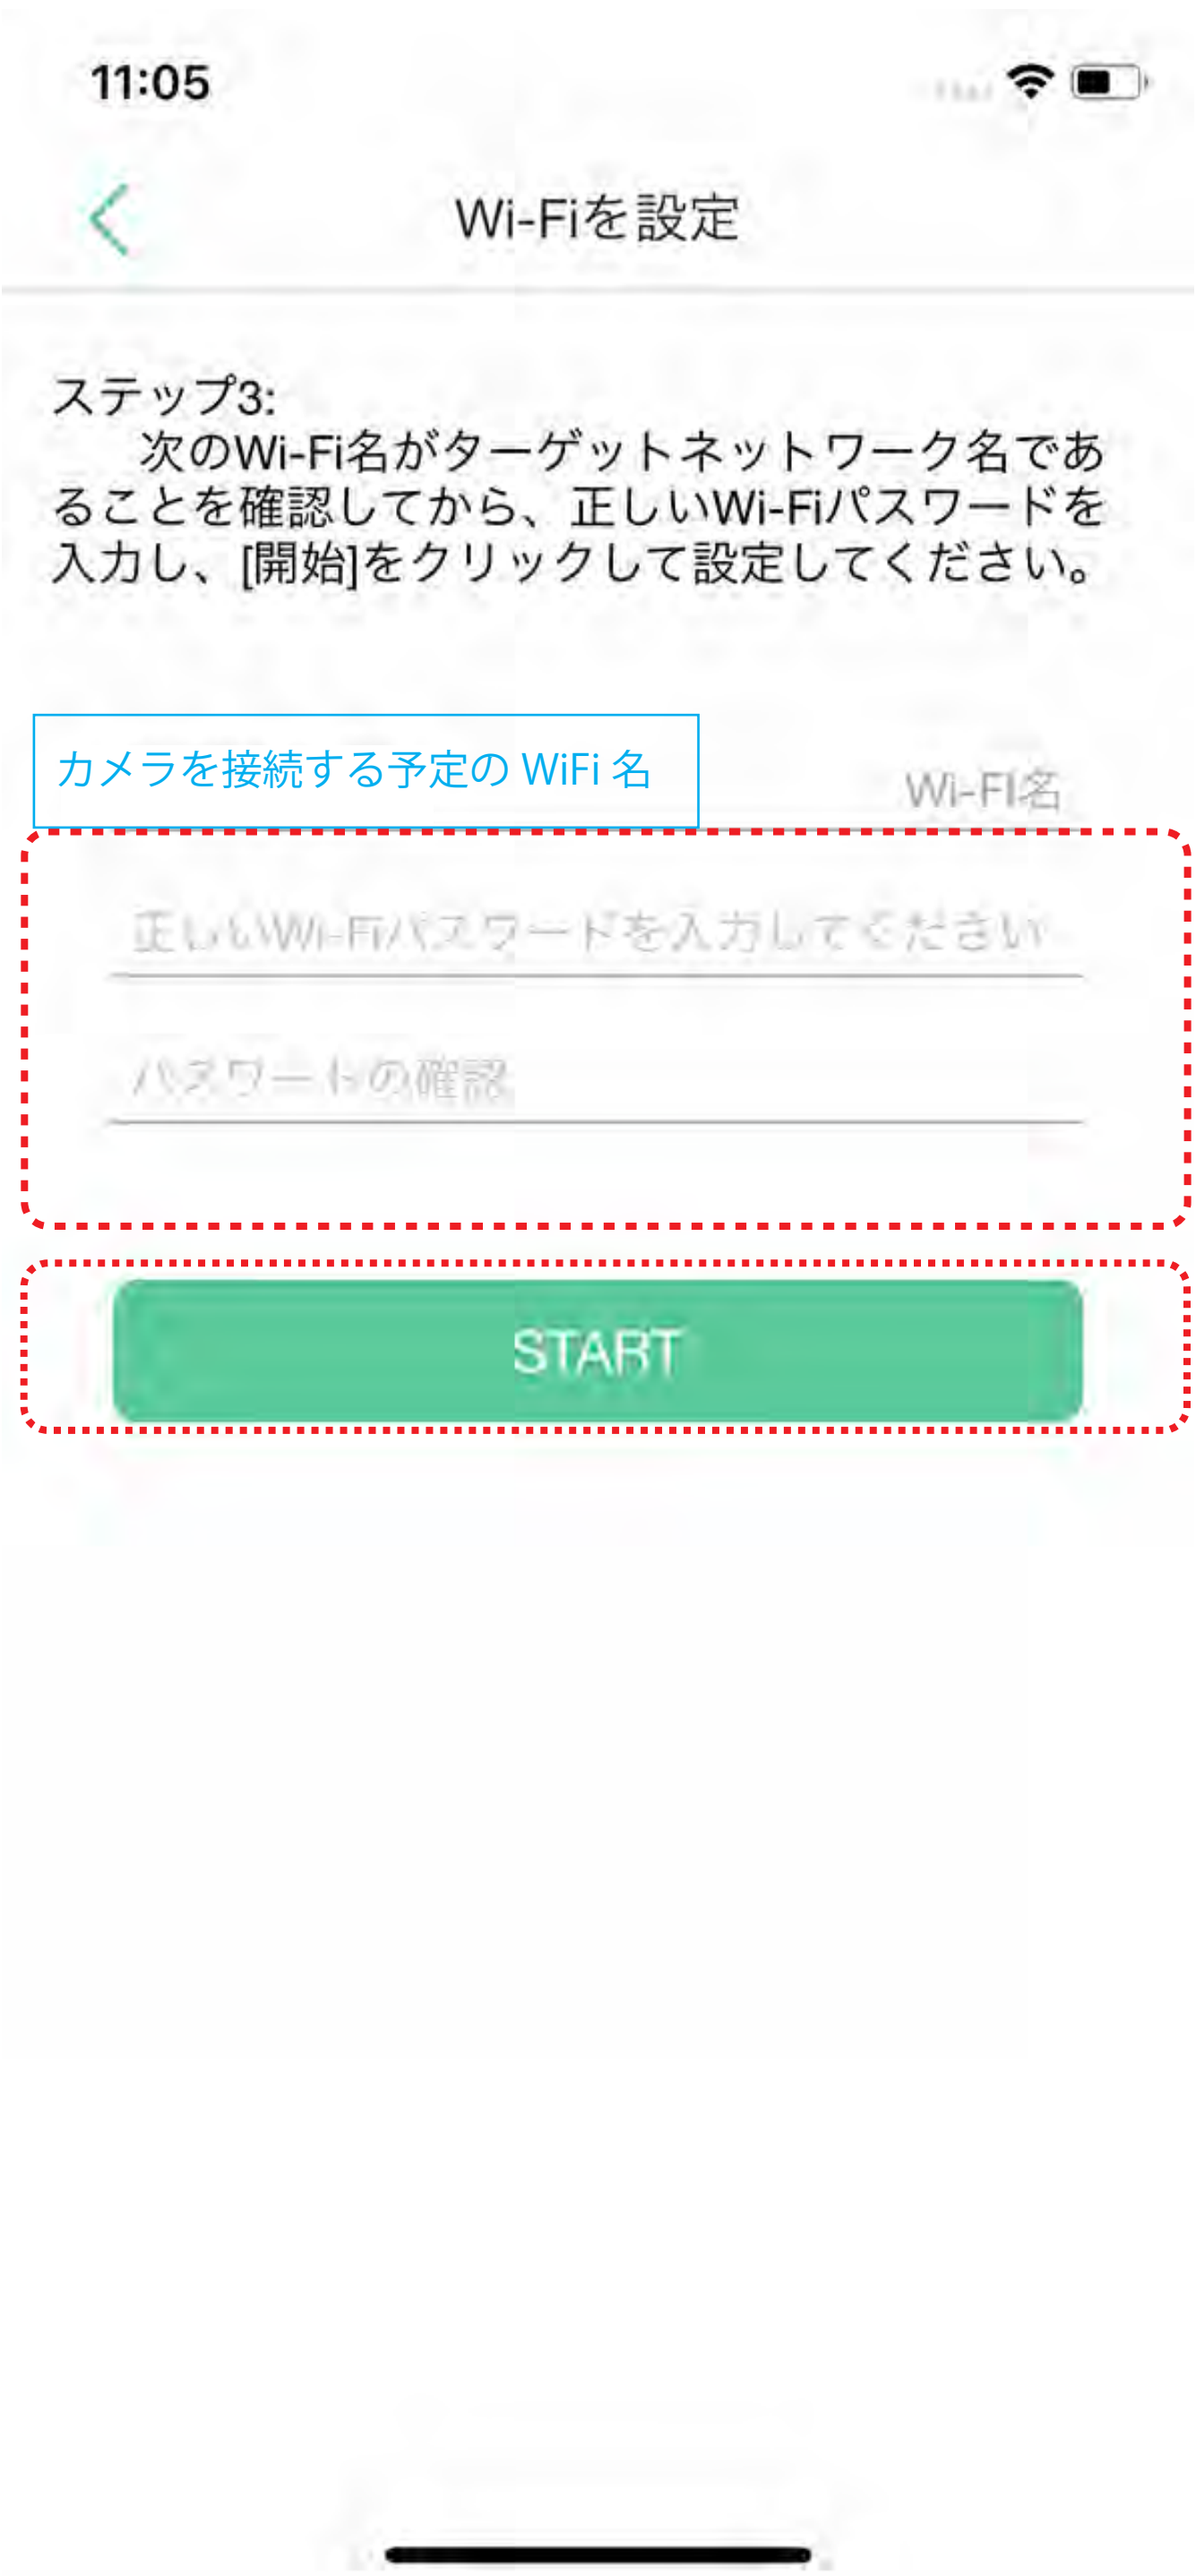 11:05
Wi-Fiを設定
ステップ3:
次のWi-Fi名がターゲットネットワーク名であ
ることを確認してから、正しいWi-Fiパスワードを
入力し、[開始]をクリックして設定してください。
カメラを接続する予定の WiFi 名
Wi-Fi名
正しいWi-Fiパスワードを入力してください
パスワードの確認
START